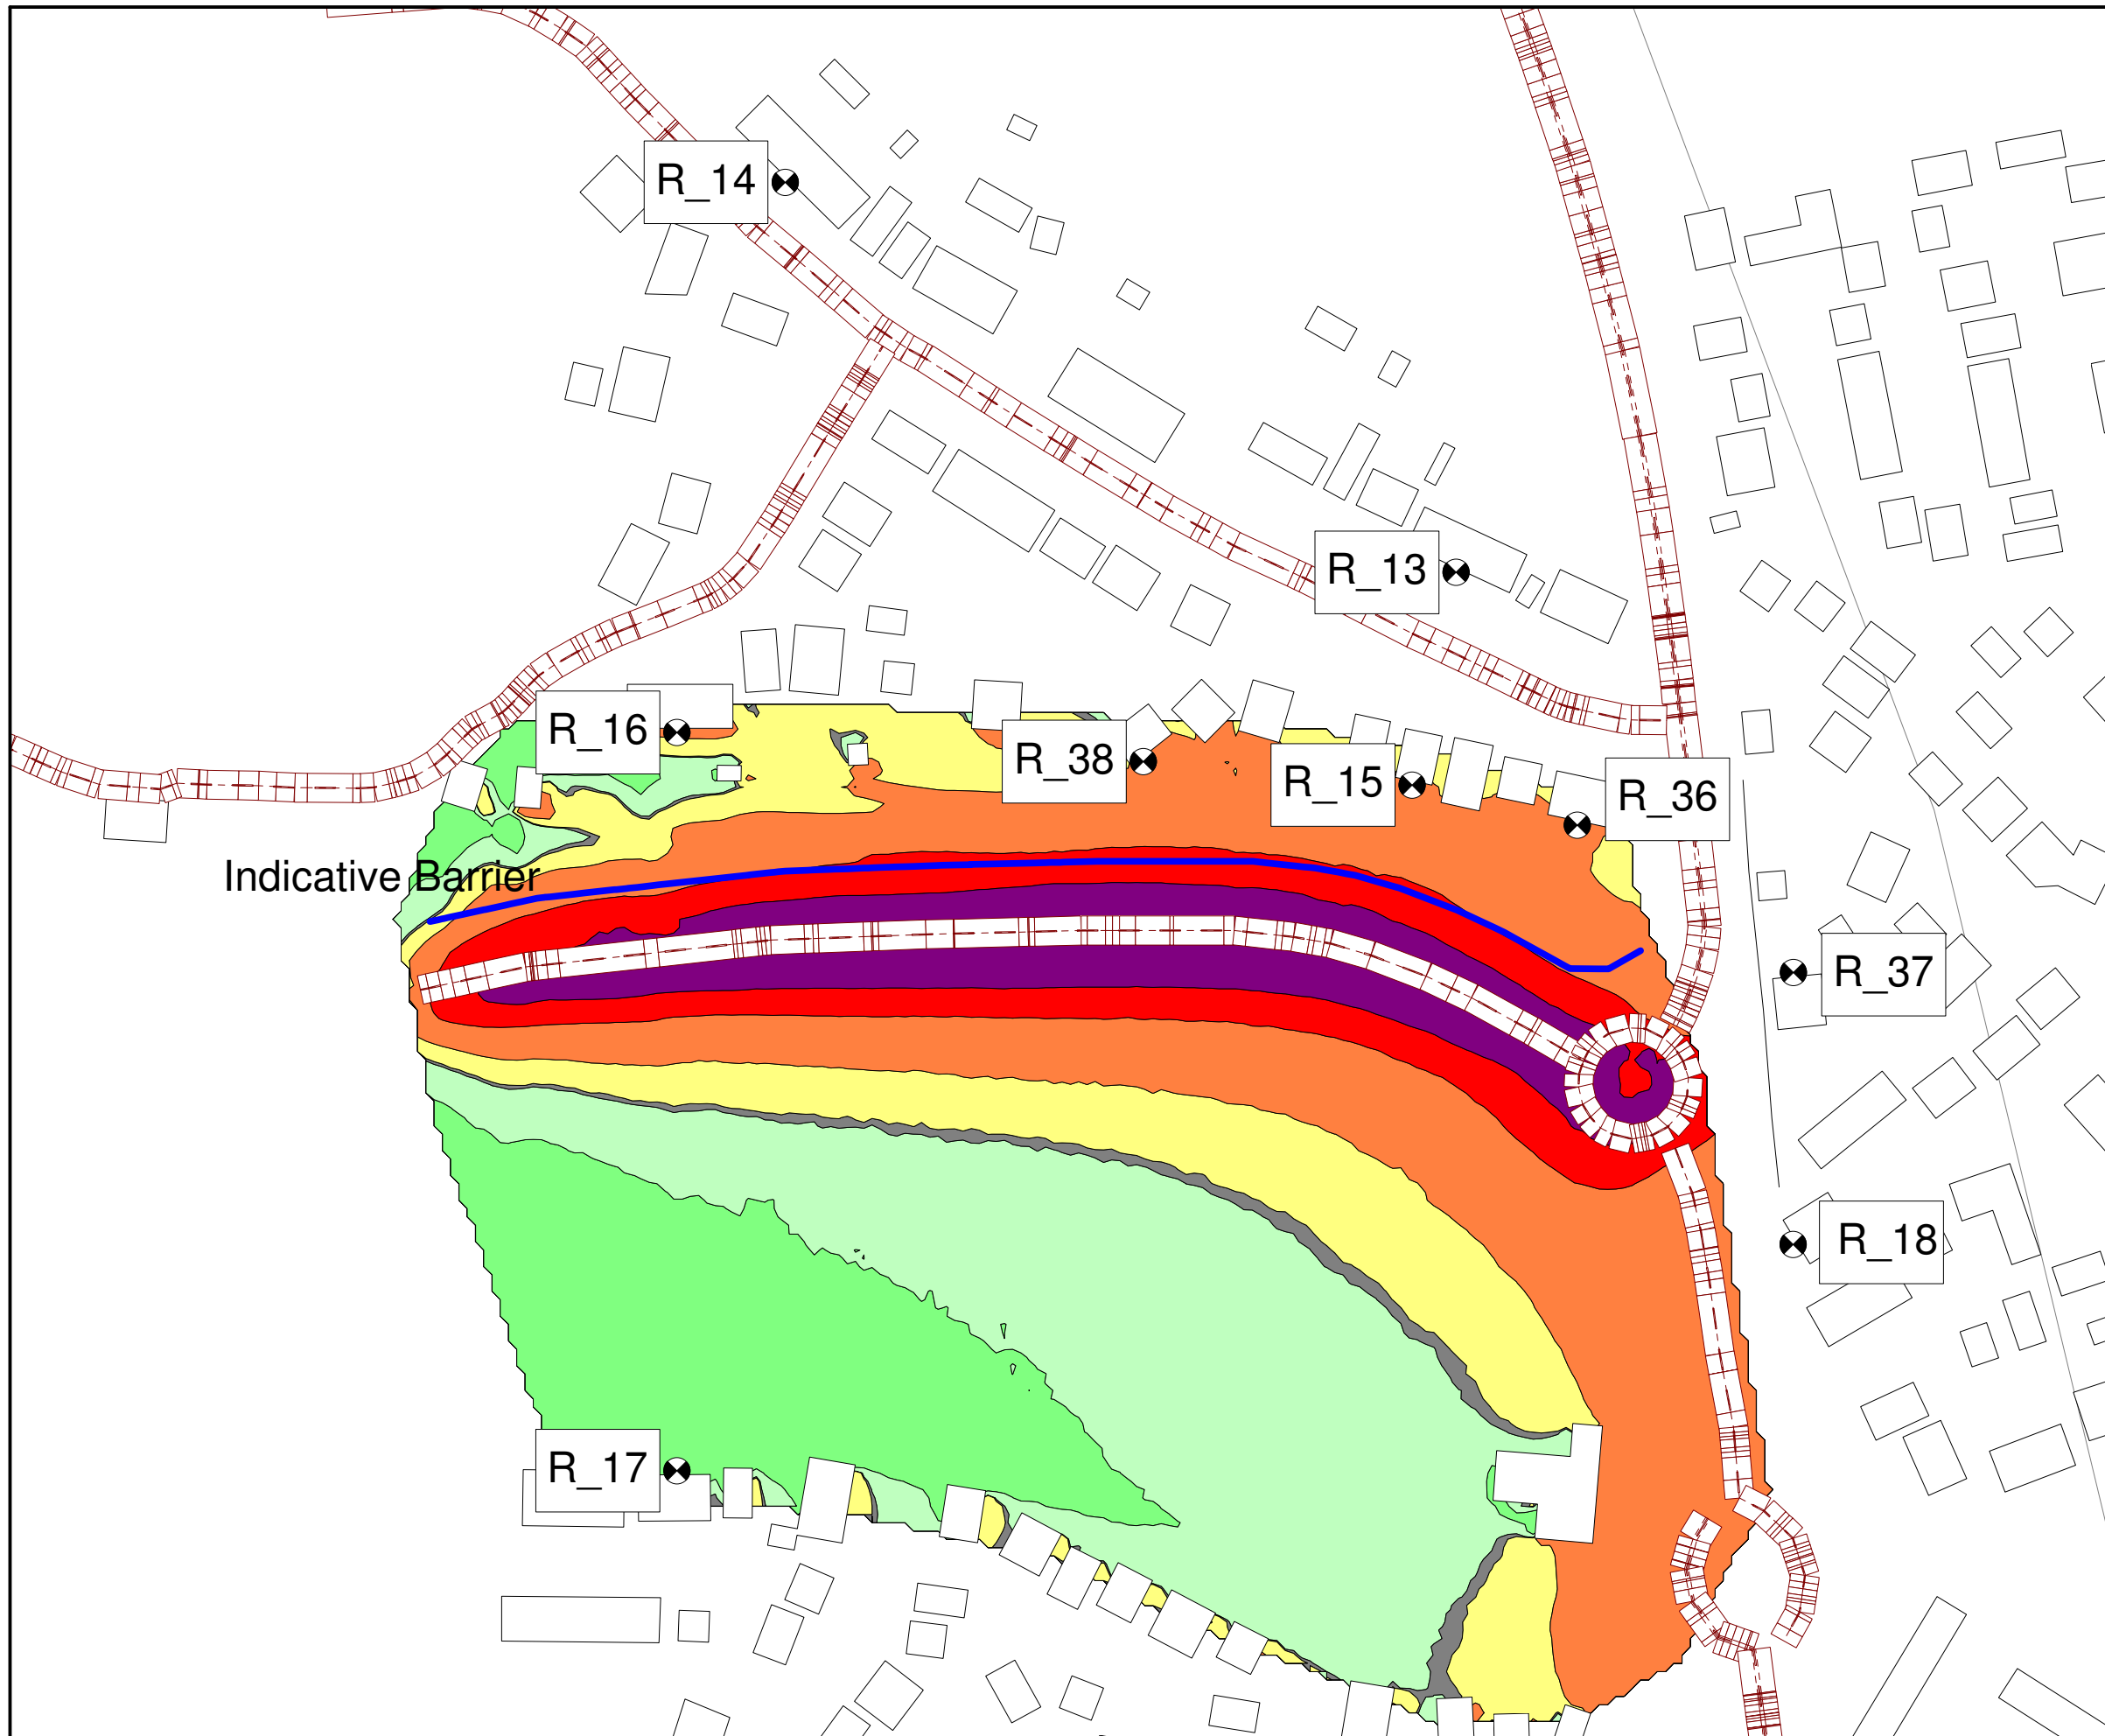 R_14
R_13
R_16
R_38
R_15
R_36
Indicative Barrier
R_37
R_18
R_17